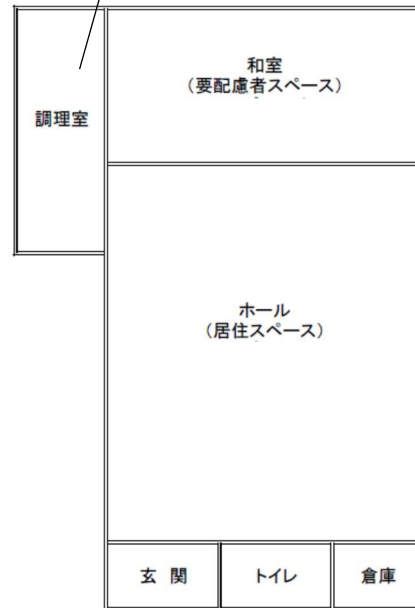 和室
(要配慮者スペース)
調理室
ホール
(居住スペース)
玄 関
トイレ
倉庫